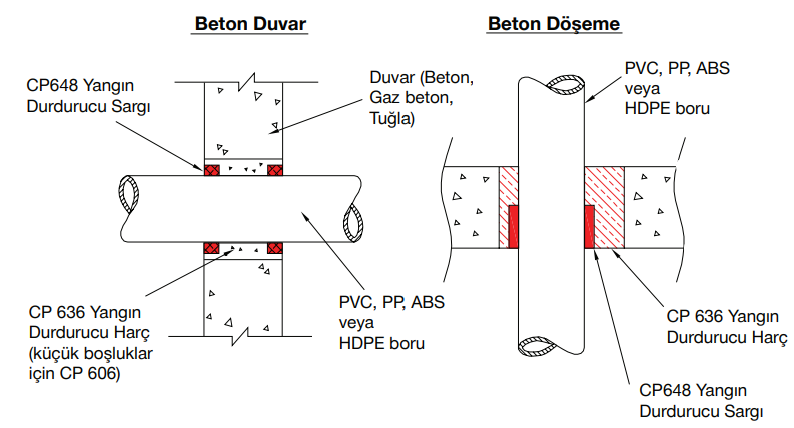 Beton Duvar
CP648 Yangın
Durdurucu Sargı
Duvar (Beton,
Gaz beton,
Tuğla)
CP 636 Yangın
Durdurucu Harç
(küçük boşluklar
için CP 606)
PVC, PP, ABS
veya
HDPE boru
Beton Döşeme
PVC, PP, ABS
veya
HDPE boru
CP 636 Yangın
Durdurucu Harç
CP648 Yangın
Durdurucu Sargı